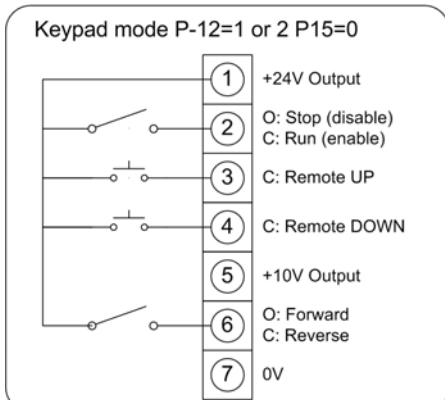 Keypad mode P-12=1 or 2 P15=0
1 +24V Output
2 O: Stop (disable)
C: Run (enable)
3 C: Remote UP
4 C: Remote DOWN
5 +10V Output
6 O: Forward
C: Reverse
7 0V